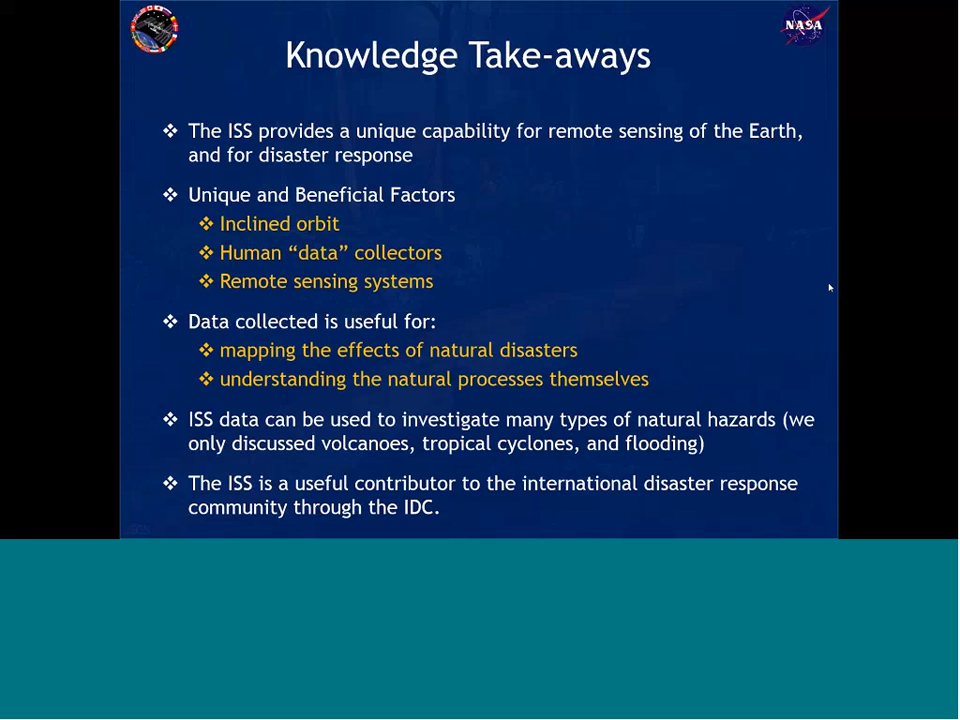 NASA
Knowledge Take-aways
❖ The ISS provides a unique capability for remote sensing of the Earth,
and for disaster response
❖ Unique and Beneficial Factors
❖ Inclined orbit
❖ Human “data” collectors
❖ Remote sensing systems
❖ Data collected is useful for:
❖ mapping the effects of natural disasters
❖ understanding the natural processes themselves
❖ ISS data can be used to investigate many types of natural hazards (we
only discussed volcanoes, tropical cyclones, and flooding)
❖ The ISS is a useful contributor to the international disaster response
community through the IDC.